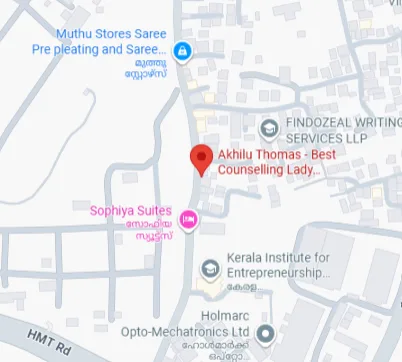 Muthu Stores Saree
Pre pleating and Saree...
മുത്തു
സ്റ്റോഴ്സ്
FINDOZEAL WRITING
SERVICES LLP
Akhilu Thomas - Best
Counselling Lady...
Sophiya Suites
സോഫിയ
സ്യൂട്ട്സ്
Kerala Institute for
Entrepreneurship...
കേരള...
HMT Rd
Holmarc
Opto-Mechatronics Ltd
ഹോൾമാർക്ക്
ഒപ്റ്റോ...